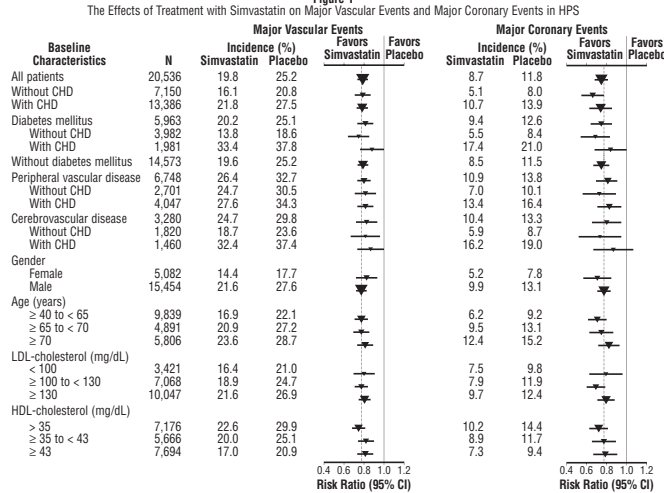 Figure 1
The Effects of Treatment with Simvastatin on Major Vascular Events and Major Coronary Events in HPS
Major Vascular Events Major Coronary Events
Baseline Characteristics N Incidence (%) Simvastatin Placebo Favors Simvastatin Favors Placebo Incidence (%) Simvastatin Placebo Favors Simvastatin Favors Placebo
All patients 20,536 19.8 25.2 8.7 11.8
Without CHD 7,150 16.1 20.8 5.1 8.0
With CHD 13,386 21.8 27.5 10.7 13.9
Diabetes mellitus 5,963 20.2 25.1 9.4 12.6
Without CHD 3,982 13.8 18.6 5.5 8.4
With CHD 1,981 33.4 37.8 17.4 21.0
Without diabetes mellitus 14,573 19.6 25.2 8.5 11.5
Peripheral vascular disease 6,748 26.4 32.7 10.9 13.8
Without CHD 2,701 24.7 30.5 7.0 10.1
With CHD 4,047 27.6 34.3 13.4 16.4
Cerebrovascular disease 3,280 24.7 29.8 10.4 13.3
Without CHD 1,820 18.7 23.6 5.9 8.7
With CHD 1,460 32.4 37.4 16.2 19.0
Gender
Female 5,082 14.4 17.7 5.2 7.8
Male 15,454 21.6 27.6 9.9 13.1
Age (years)
≥ 40 to < 65 9,839 16.9 22.1 6.2 9.2
≥ 65 to < 70 4,891 20.9 27.2 9.5 13.1
≥ 70 5,806 23.6 28.7 12.4 15.2
LDL-cholesterol (mg/dL)
< 100 3,421 16.4 21.0 7.5 9.8
≥ 100 to < 130 7,068 18.9 24.7 7.9 11.9
≥ 130 10,047 21.6 26.9 9.7 12.4
HDL-cholesterol (mg/dL)
> 35 7,176 22.6 29.9 10.2 14.4
≥ 35 to < 43 5,666 20.0 25.1 8.9 11.7
≥ 43 7,694 17.0 20.9 7.3 9.4
0.4 0.6 0.8 1.0 1.2 0.4 0.6 0.8 1.0 1.2
Risk Ratio (95% CI) Risk Ratio (95% CI)